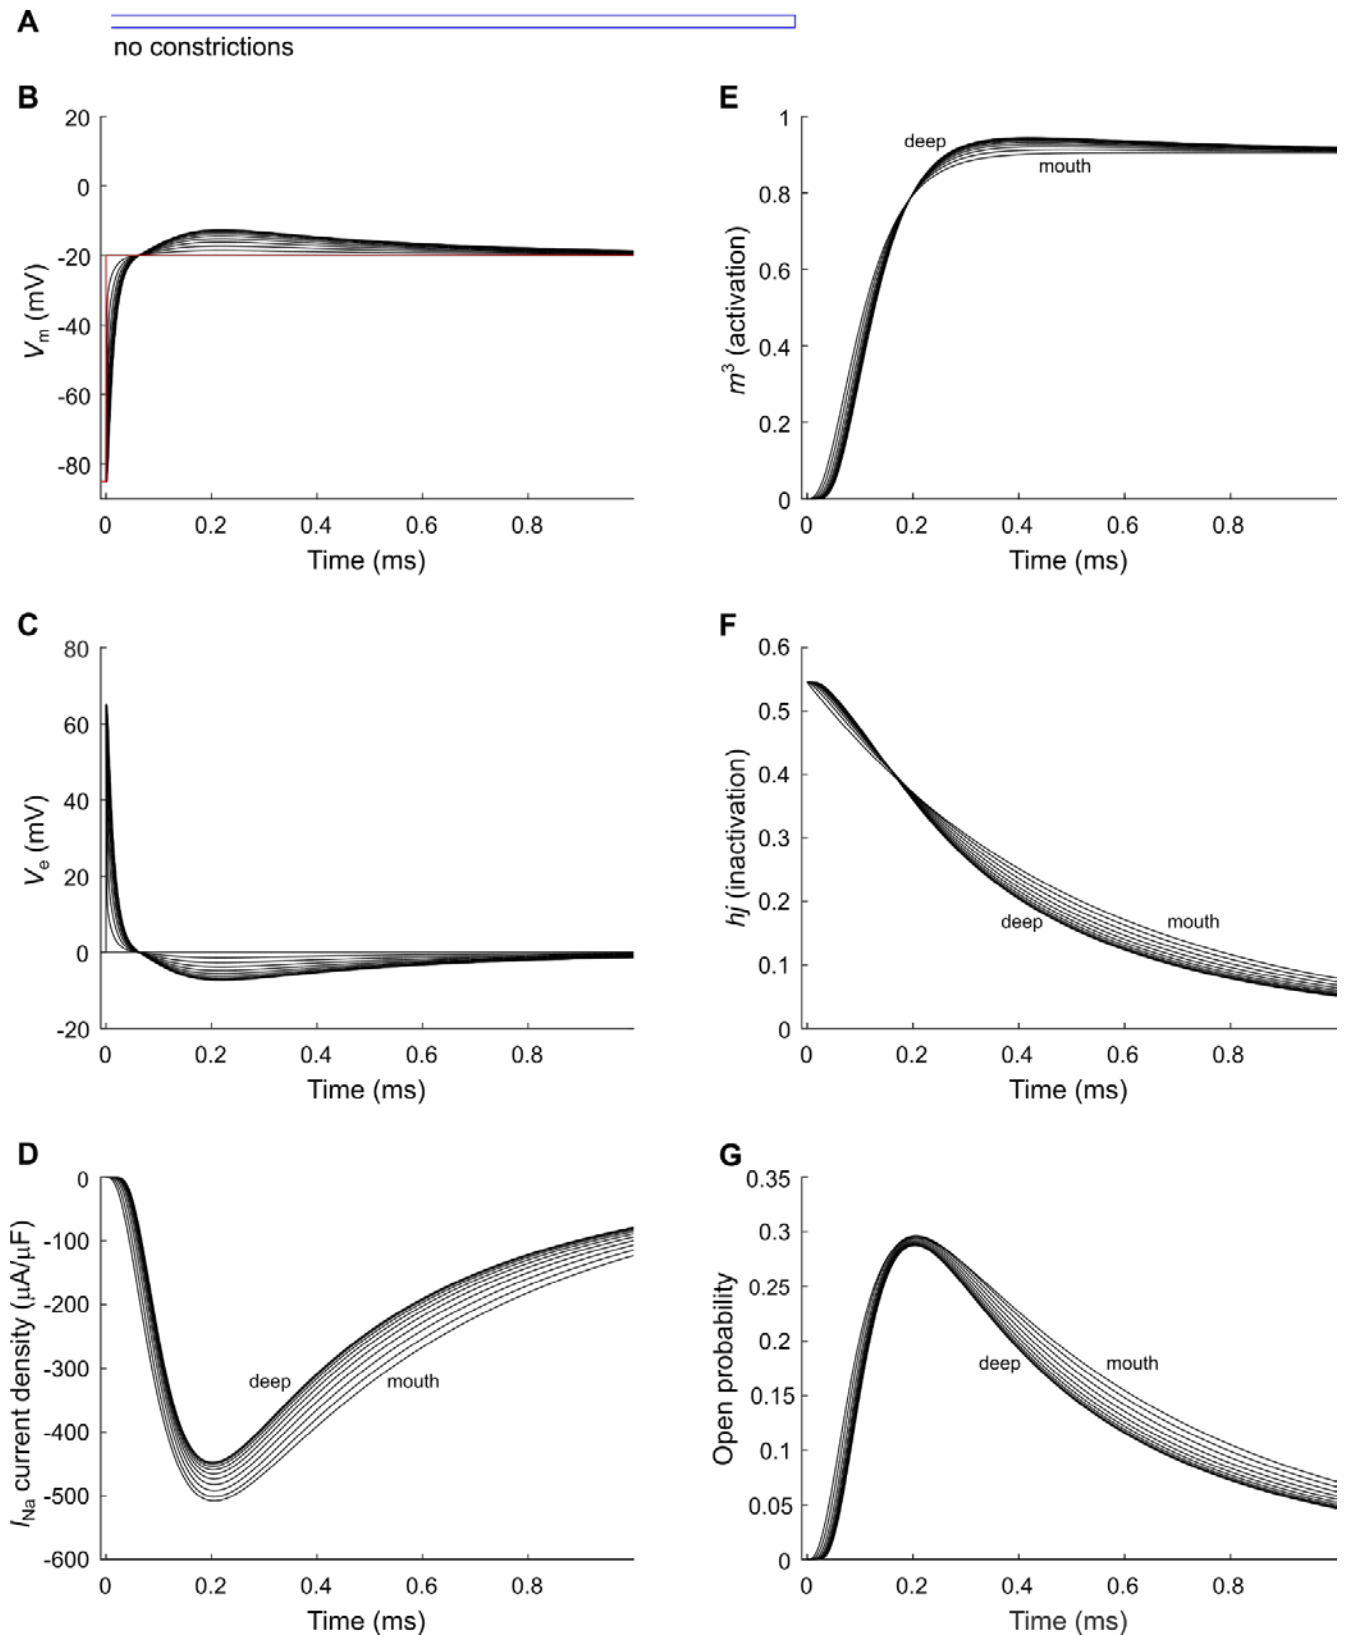 A
no constrictions
B
20
0
-20
-40
-60
-80
Vm (mV)
0 0.2 0.4 0.6 0.8
Time (ms)
E
1
0.8
0.6
0.4
0.2
0
m³ (activation)
deep
mouth
0 0.2 0.4 0.6 0.8
Time (ms)
C
80
60
40
20
0
-20
Ve (mV)
0 0.2 0.4 0.6 0.8
Time (ms)
F
0.6
0.5
0.4
0.3
0.2
0.1
0
hj (inactivation)
deep
mouth
0 0.2 0.4 0.6 0.8
Time (ms)
D
0
-100
-200
-300
-400
-500
-600
INa current density (µA/µF)
deep
mouth
0 0.2 0.4 0.6 0.8
Time (ms)
G
0.35
0.3
0.25
0.2
0.15
0.1
0.05
0
Open probability
deep
mouth
0 0.2 0.4 0.6 0.8
Time (ms)